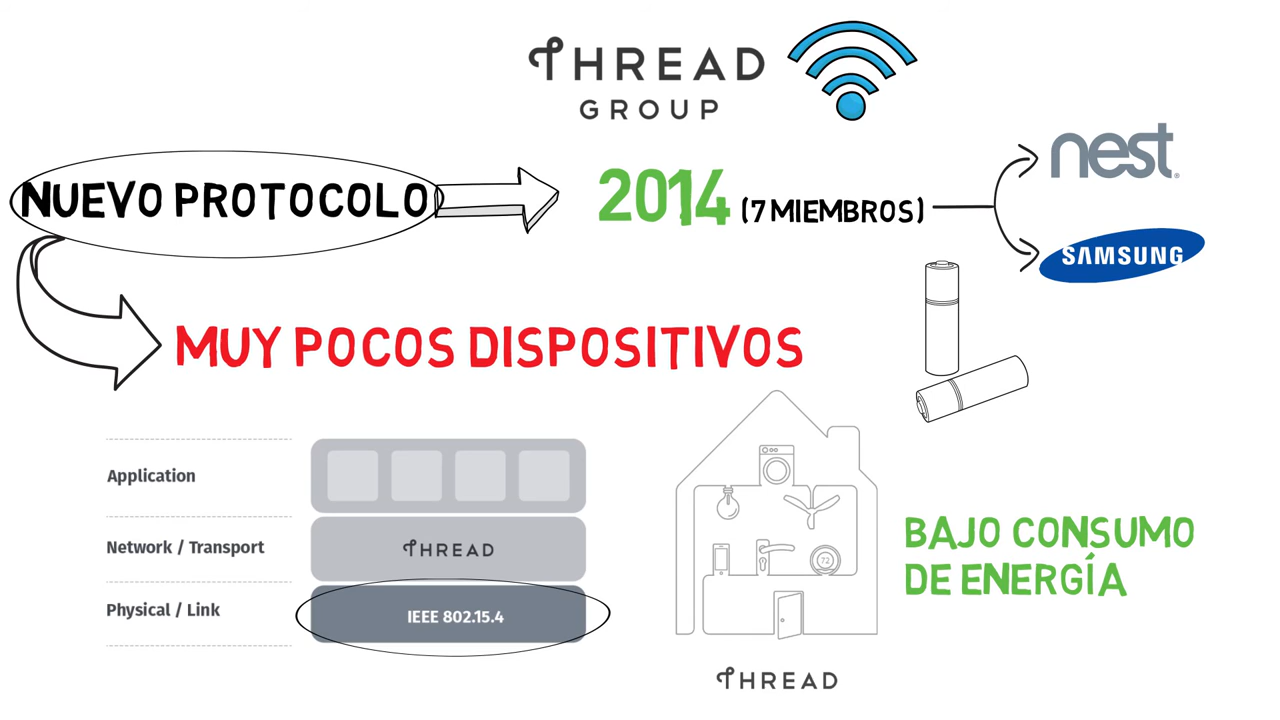 THREAD
GROUP
NUEVO PROTOCOLO
2014 (7 MIEMBROS)
nest®
SAMSUNG
MUY POCOS DISPOSITIVOS
Application
Network / Transport
THREAD
Physical / Link
IEEE 802.15.4
72
BAJO CONSUMO
DE ENERGÍA
THREAD